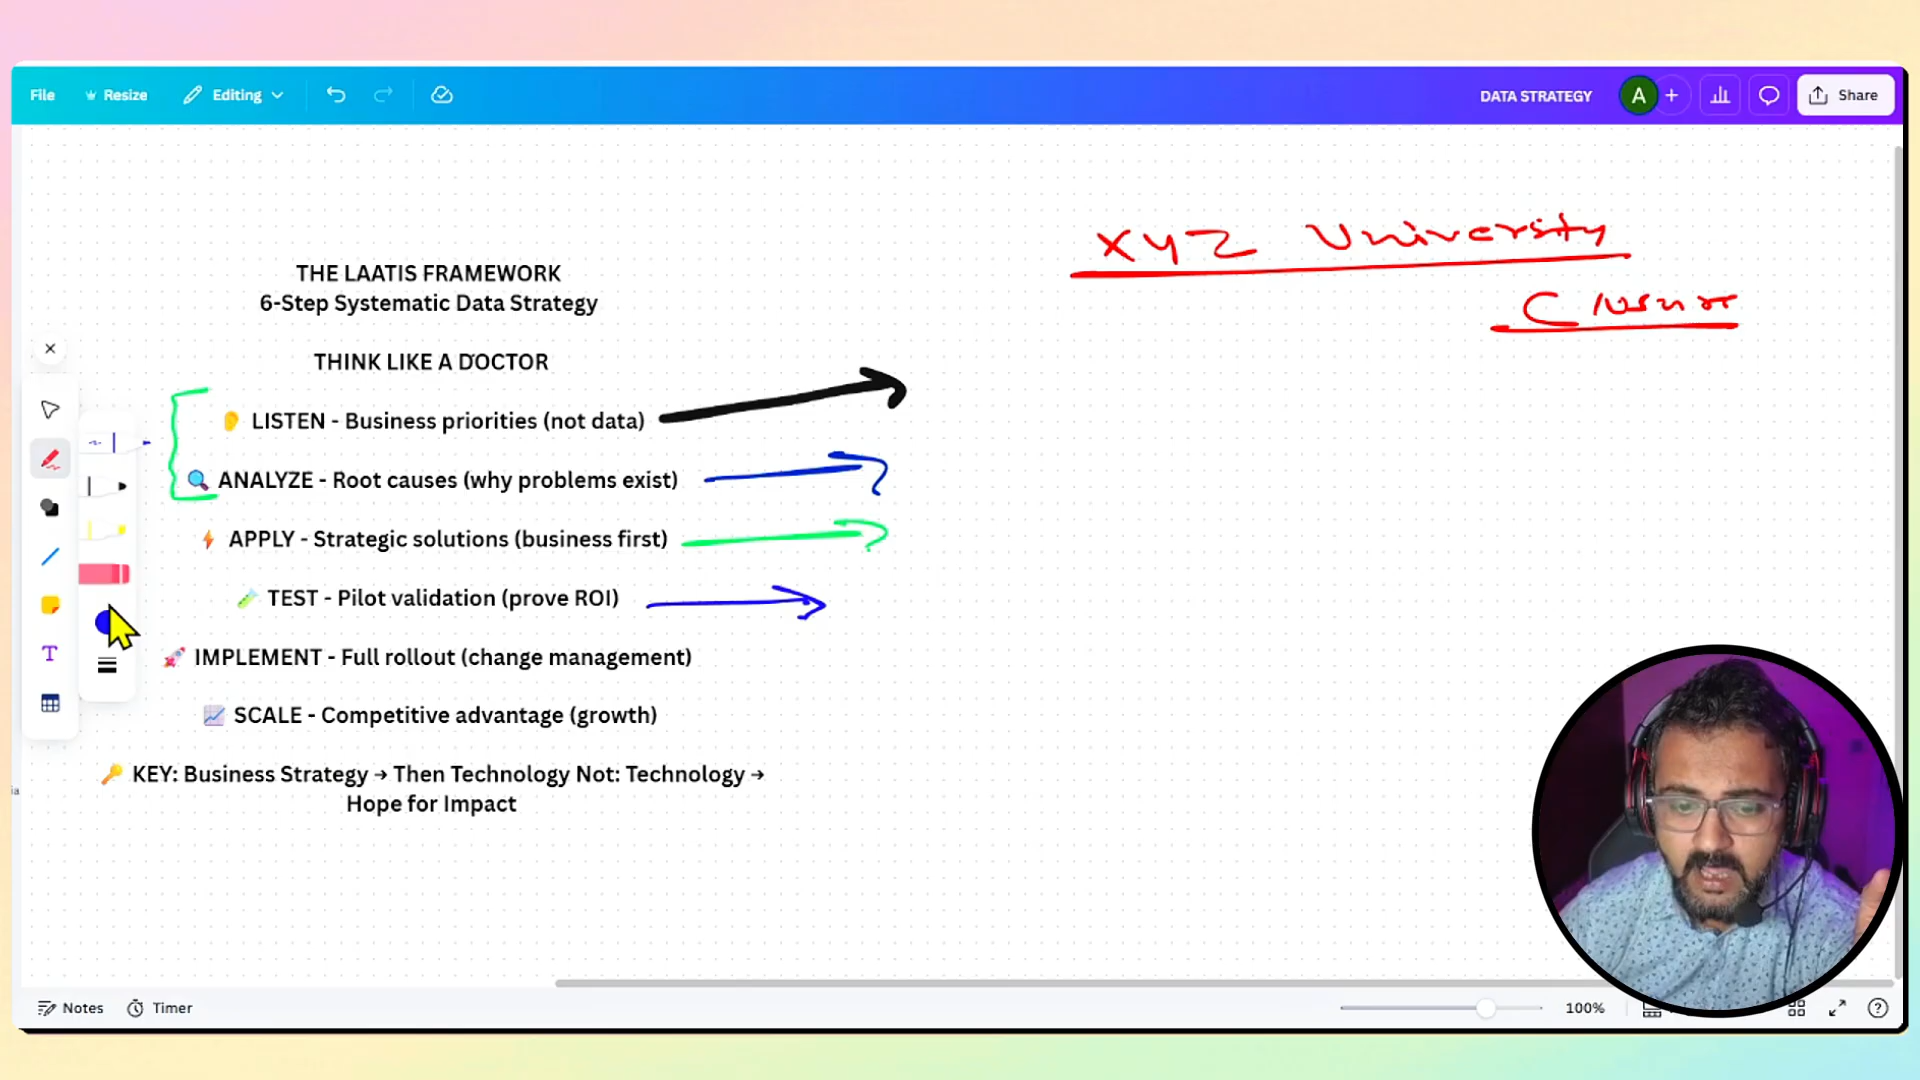 File Resize Editing DATA STRATEGY A + Share
XYZ University
THE LAATIS FRAMEWORK
6-Step Systematic Data Strategy
THINK LIKE A DOCTOR
👂 LISTEN - Business priorities (not data)
🔍 ANALYZE - Root causes (why problems exist)
⚡ APPLY - Strategic solutions (business first)
🧪 TEST - Pilot validation (prove ROI)
T
🚀 IMPLEMENT - Full rollout (change management)
📈 SCALE - Competitive advantage (growth)
🔑 KEY: Business Strategy → Then Technology Not: Technology →
Hope for Impact
Notes Timer 100% ?